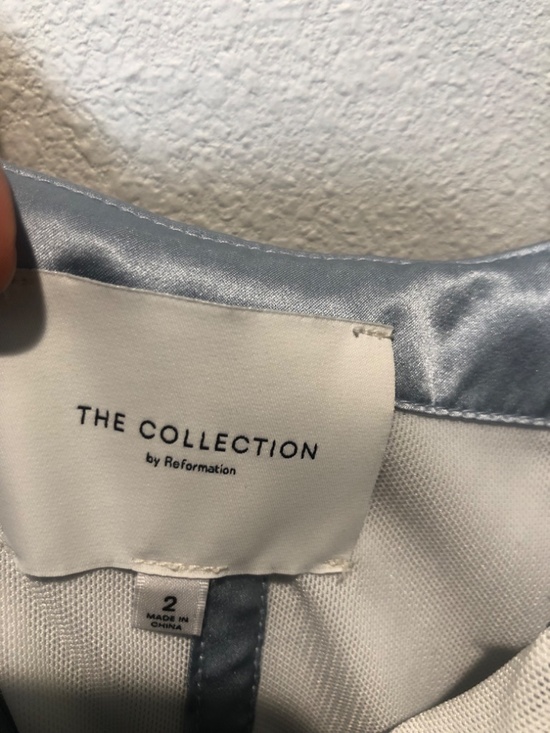 THE COLLECTION
by Reformation
2
MADE IN
CHINA